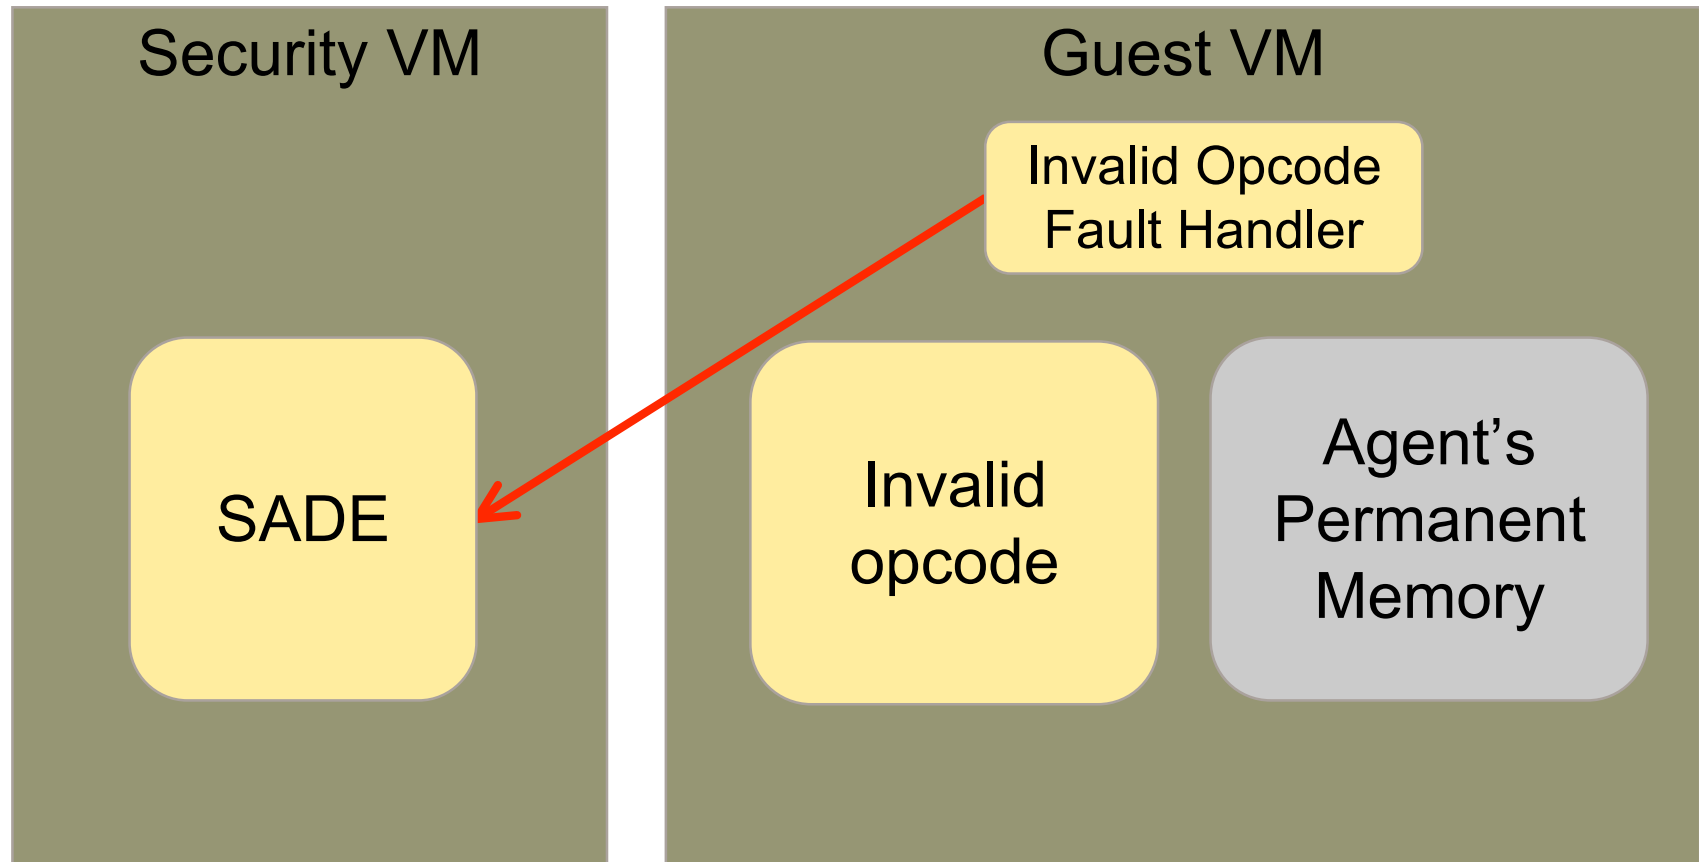 Security VM
Guest VM
Invalid Opcode
Fault Handler
SADE
Invalid
opcode
Agent’s
Permanent
Memory